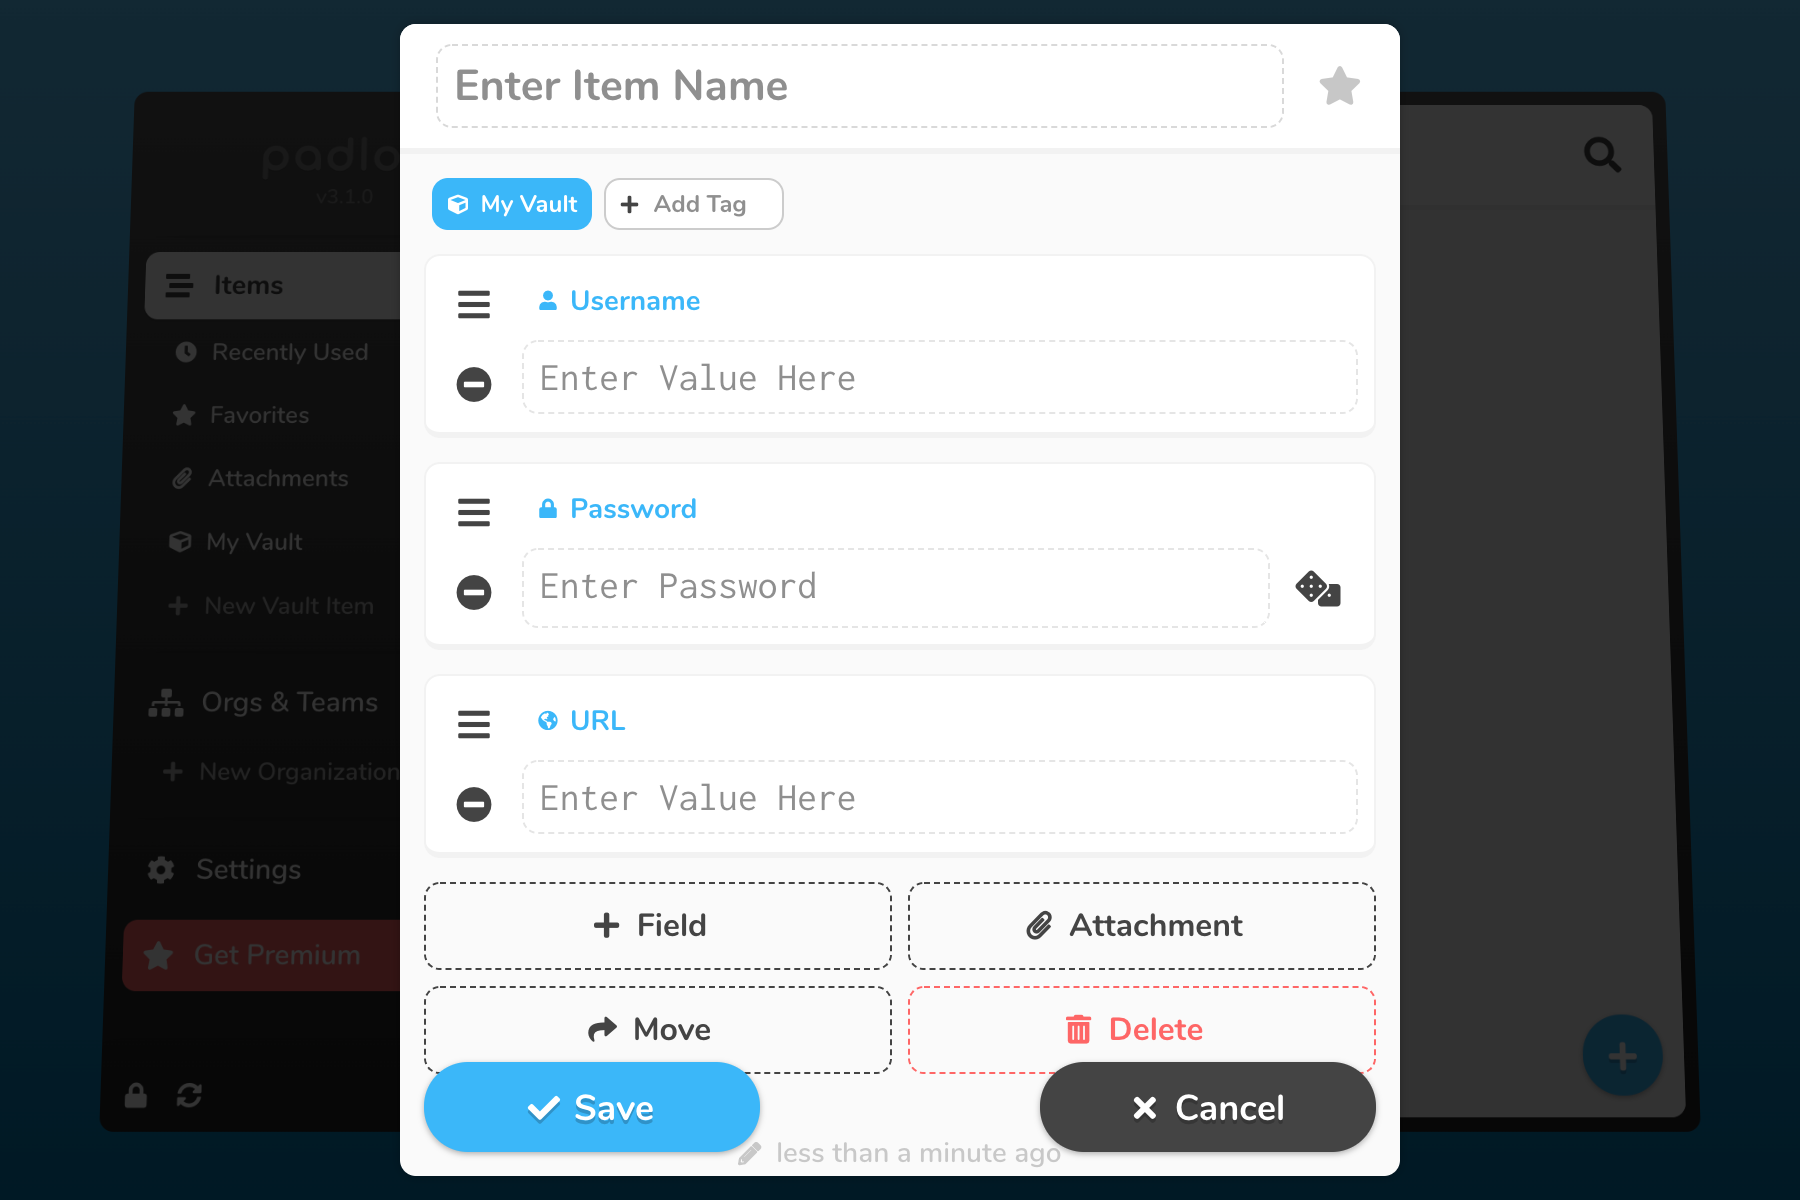 Enter Item Name
My Vault
Add Tag
Username
Enter Value Here
Password
Enter Password
URL
Enter Value Here
Field
Attachment
Move
Delete
Save
Cancel
less than a minute ago
padlo
v3.1.0
Items
Recently Used
Favorites
Attachments
My Vault
New Vault Item
Orgs & Teams
New Organization
Settings
Get Premium